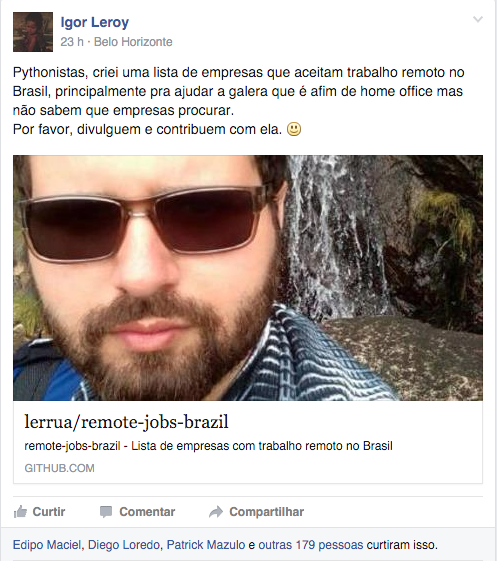 Igor Leroy
23 h · Belo Horizonte
Pythonistas, criei uma lista de empresas que aceitam trabalho remoto no
Brasil, principalmente pra ajudar a galera que é afim de home office mas
não sabem que empresas procurar.
Por favor, divulguem e contribuem com ela. 😃
lerrua/remote-jobs-brazil
remote-jobs-brazil - Lista de empresas com trabalho remoto no Brasil
GITHUB.COM
Curtir Comentar Compartilhar
Edipo Maciel, Diego Loredo, Patrick Mazulo e outras 179 pessoas curtiram isso.